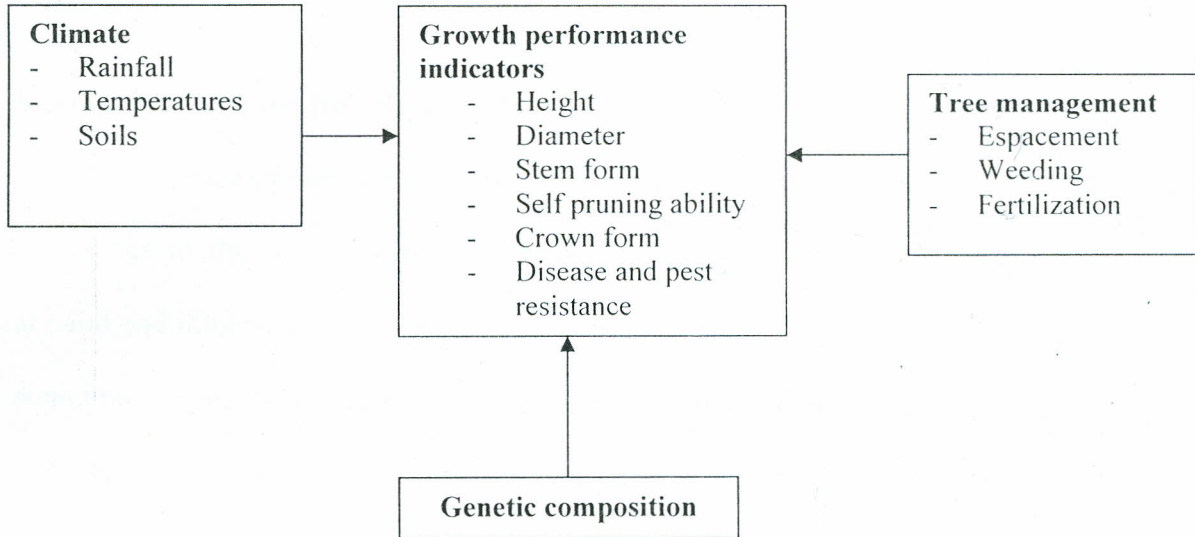 Climate
- Rainfall
- Temperatures
- Soils
Growth performance
indicators
- Height
- Diameter
- Stem form
- Self pruning ability
- Crown form
- Disease and pest
resistance
Tree management
- Espacement
- Weeding
- Fertilization
Genetic composition